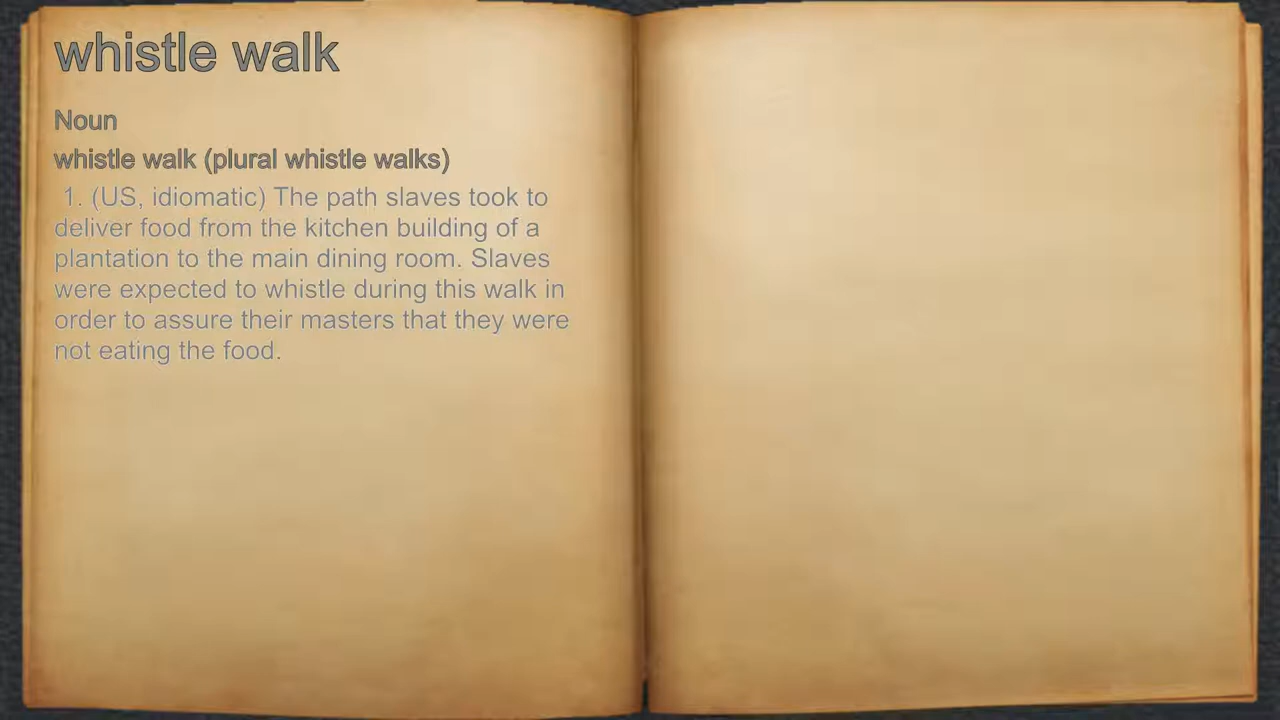 whistle walk
Noun
whistle walk (plural whistle walks)
1. (US, idiomatic) The path slaves took to
deliver food from the kitchen building of a
plantation to the main dining room. Slaves
were expected to whistle during this walk in
order to assure their masters that they were
not eating the food.